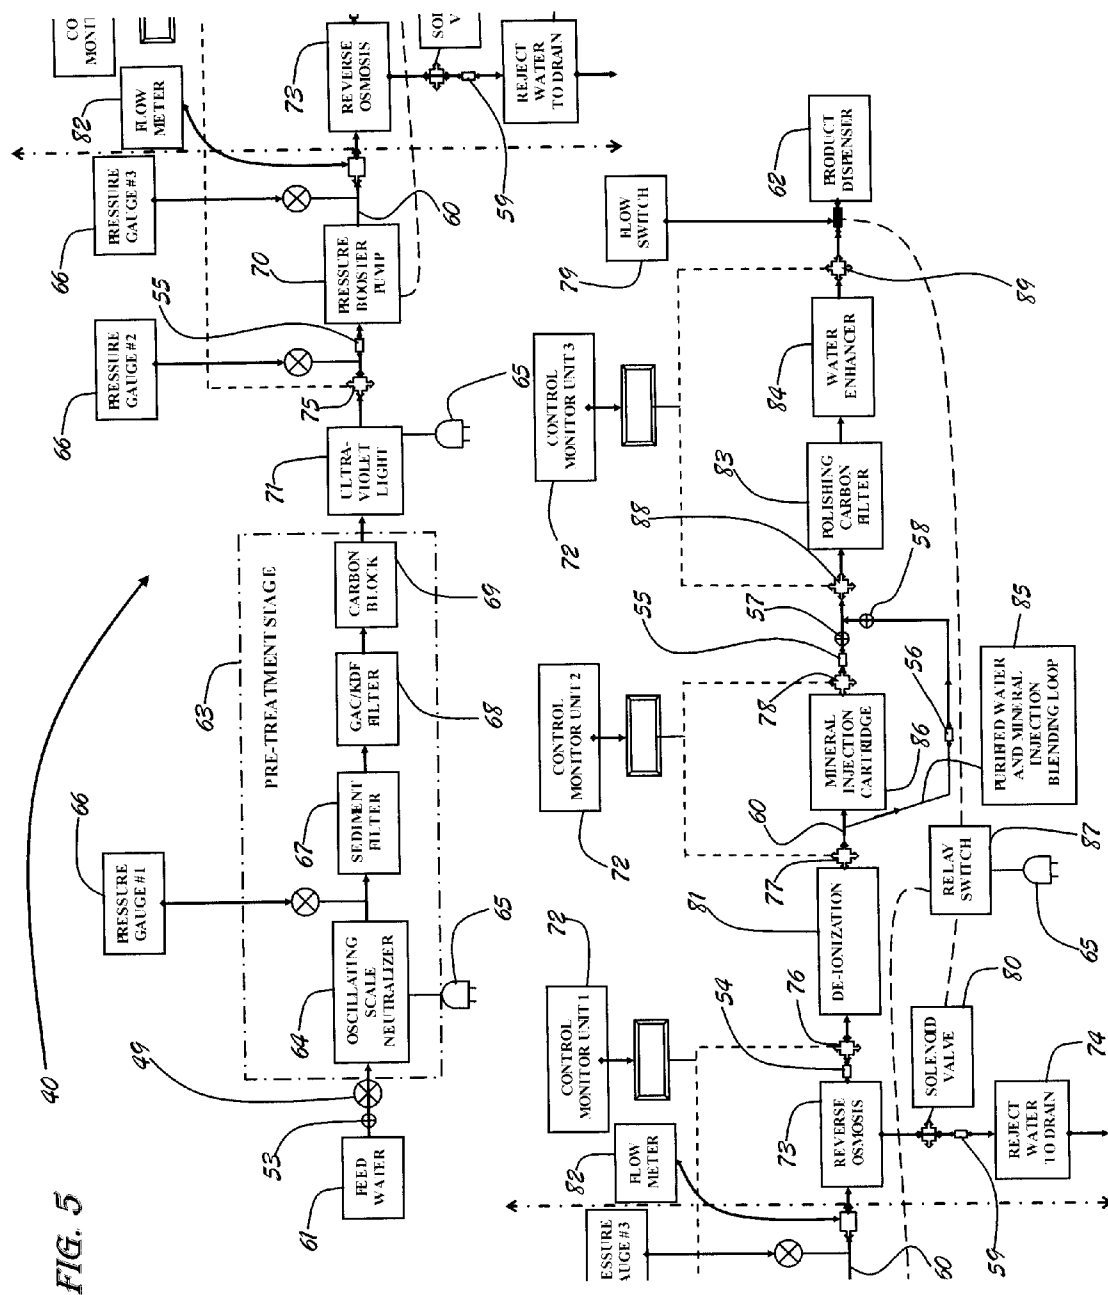 FIG. 5
40
61
FEED
WATER
53
49
64
OSCILLATING
SCALE
NEUTRALIZER
65
66
PRESSURE
GAUGE #1
63
PRE-TREATMENT STAGE
67
SEDIMENT
FILTER
GAC/KDF
FILTER
68
CARBON
BLOCK
69
71
ULTRA-
VIOLET
LIGHT
65
75
66
PRESSURE
GAUGE #2
55
70
PRESSURE
BOOSTER
PUMP
66
PRESSURE
GAUGE #3
60
82
FLOW
METER
73
REVERSE
OSMOSIS
59
REJECT
WATER
TO DRAIN
CO
MONIT
SOL
V
ESSURE
AUGE #3
60
82
FLOW
METER
CONTROL
MONITOR UNIT 1
72
73
REVERSE
OSMOSIS
54
76
59
SOLENOID
VALVE
80
REJECT
WATER
TO DRAIN
74
81
DE-IONIZATION
77
60
RELAY
SWITCH
87
65
CONTROL
MONITOR UNIT 2
72
MINERAL
INJECTION
CARTRIDGE
86
78
55
57
56
58
PURIFIED WATER
AND MINERAL
INJECTION
BLENDING LOOP
85
88
CONTROL
MONITOR UNIT 3
72
83
POLISHING
CARBON
FILTER
84
WATER
ENHANCER
89
79
FLOW
SWITCH
62
PRODUCT
DISPENSER